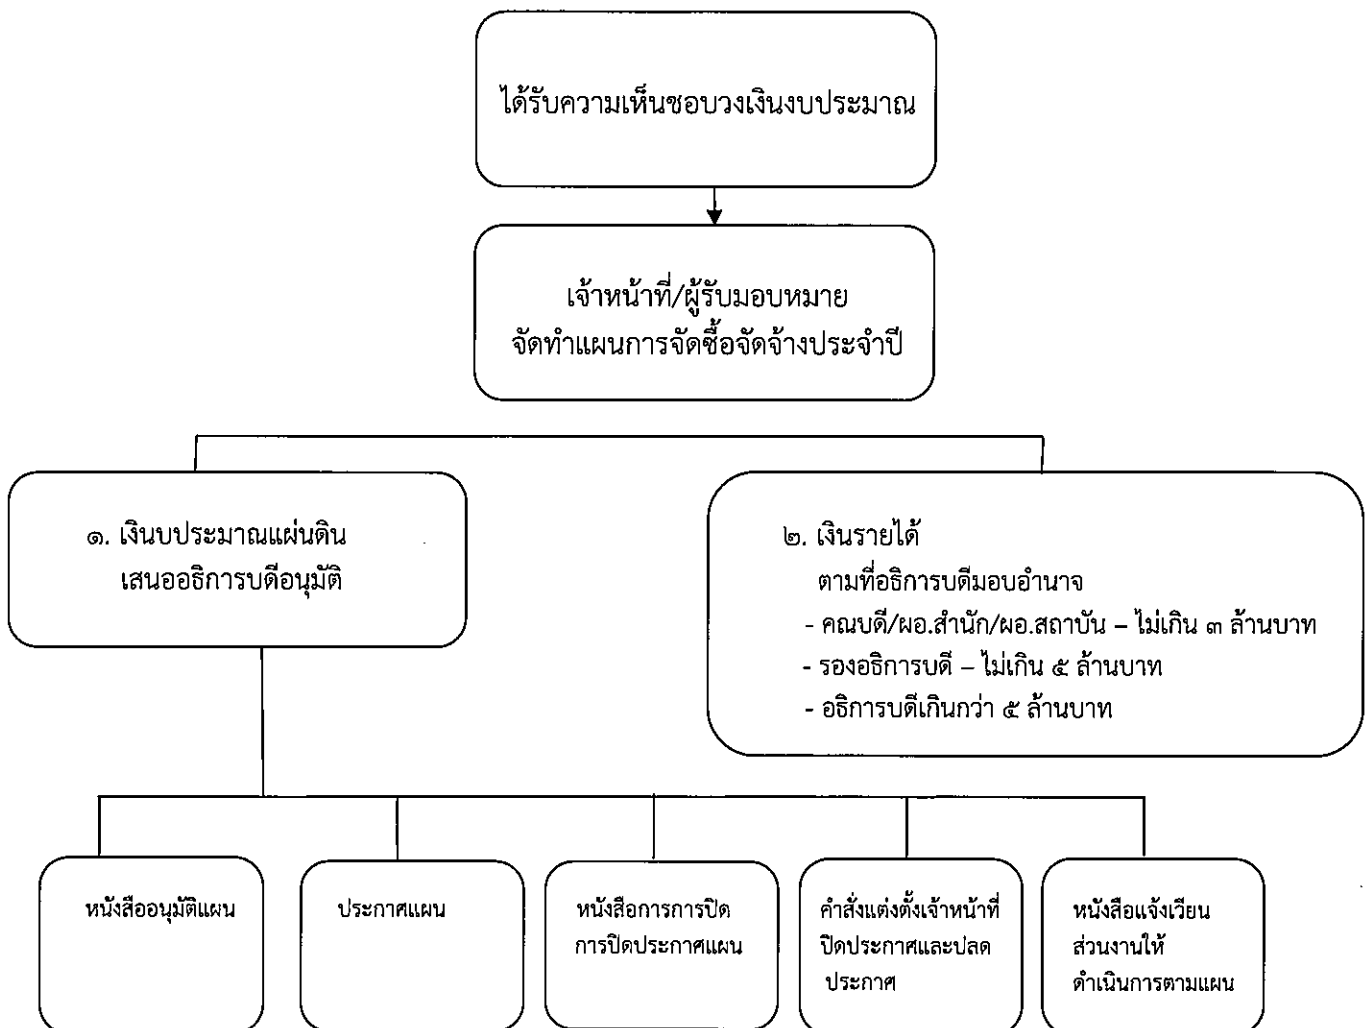 ได้รับความเห็นชอบวงเงินงบประมาณ
เจ้าหน้าที่/ผู้รับมอบหมาย
จัดทำแผนการจัดซื้อจัดจ้างประจำปี
๑. เงินบประมาณแผ่นดิน
เสนออธิการบดีอนุมัติ
๒. เงินรายได้
ตามที่อธิการบดีมอบอำนาจ
- คณบดี/ผอ.สำนัก/ผอ.สถาบัน – ไม่เกิน ๓ ล้านบาท
- รองอธิการบดี – ไม่เกิน ๕ ล้านบาท
- อธิการบดีเกินกว่า ๕ ล้านบาท
หนังสืออนุมัติแผน
ประกาศแผน
หนังสือการการปิด
การปิดประกาศแผน
คำสั่งแต่งตั้งเจ้าหน้าที่
ปิดประกาศและปลด
ประกาศ
หนังสือแจ้งเวียน
ส่วนงานให้
ดำเนินการตามแผน